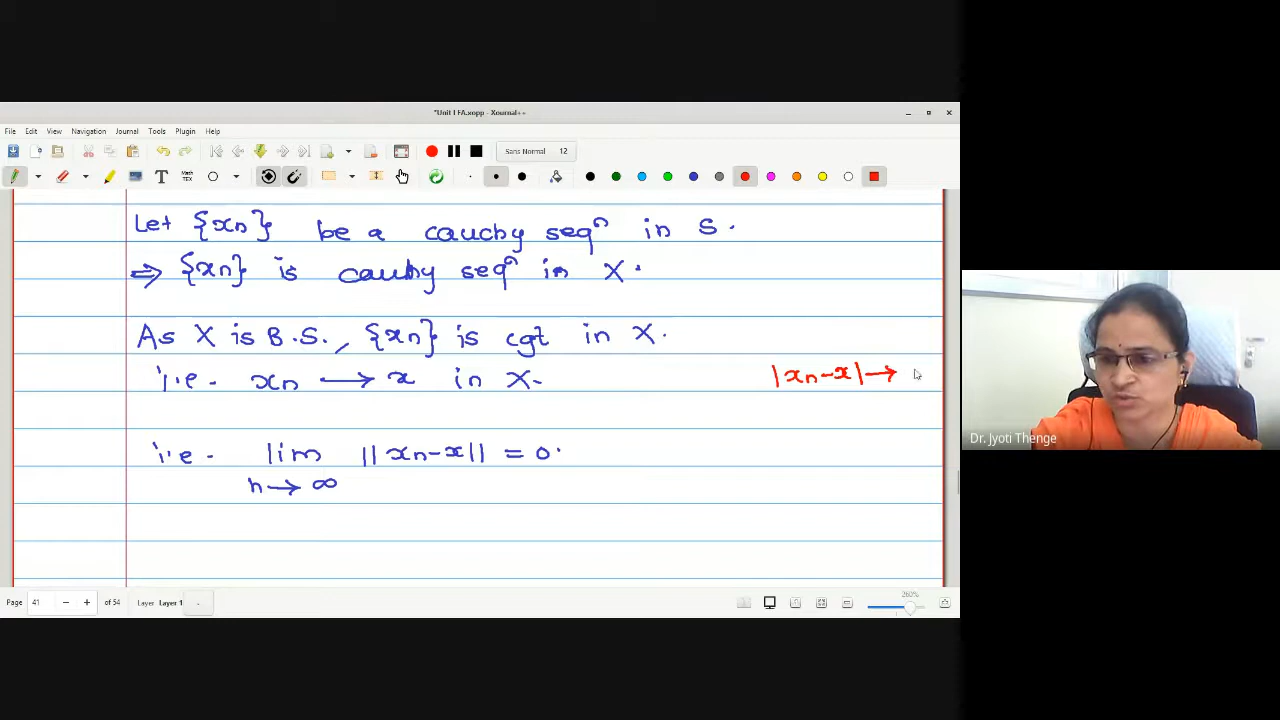 *Unit I FA.xopp - Xournal++
File Edit View Navigation Journal Tools Plugin Help
Sans Normal 12
Let {xn} be a cauchy seqn in S.
⇒ {xn} is cauchy seqn in X.
As X is B.S., {xn} is cgt in X.
i.e. xn → x in X.
|xn-x| →
i.e. lim ||xn-x|| = 0.
n → ∞
Dr. Jyoti Thenge
Page 41 of 54 Layer Layer 1
260%